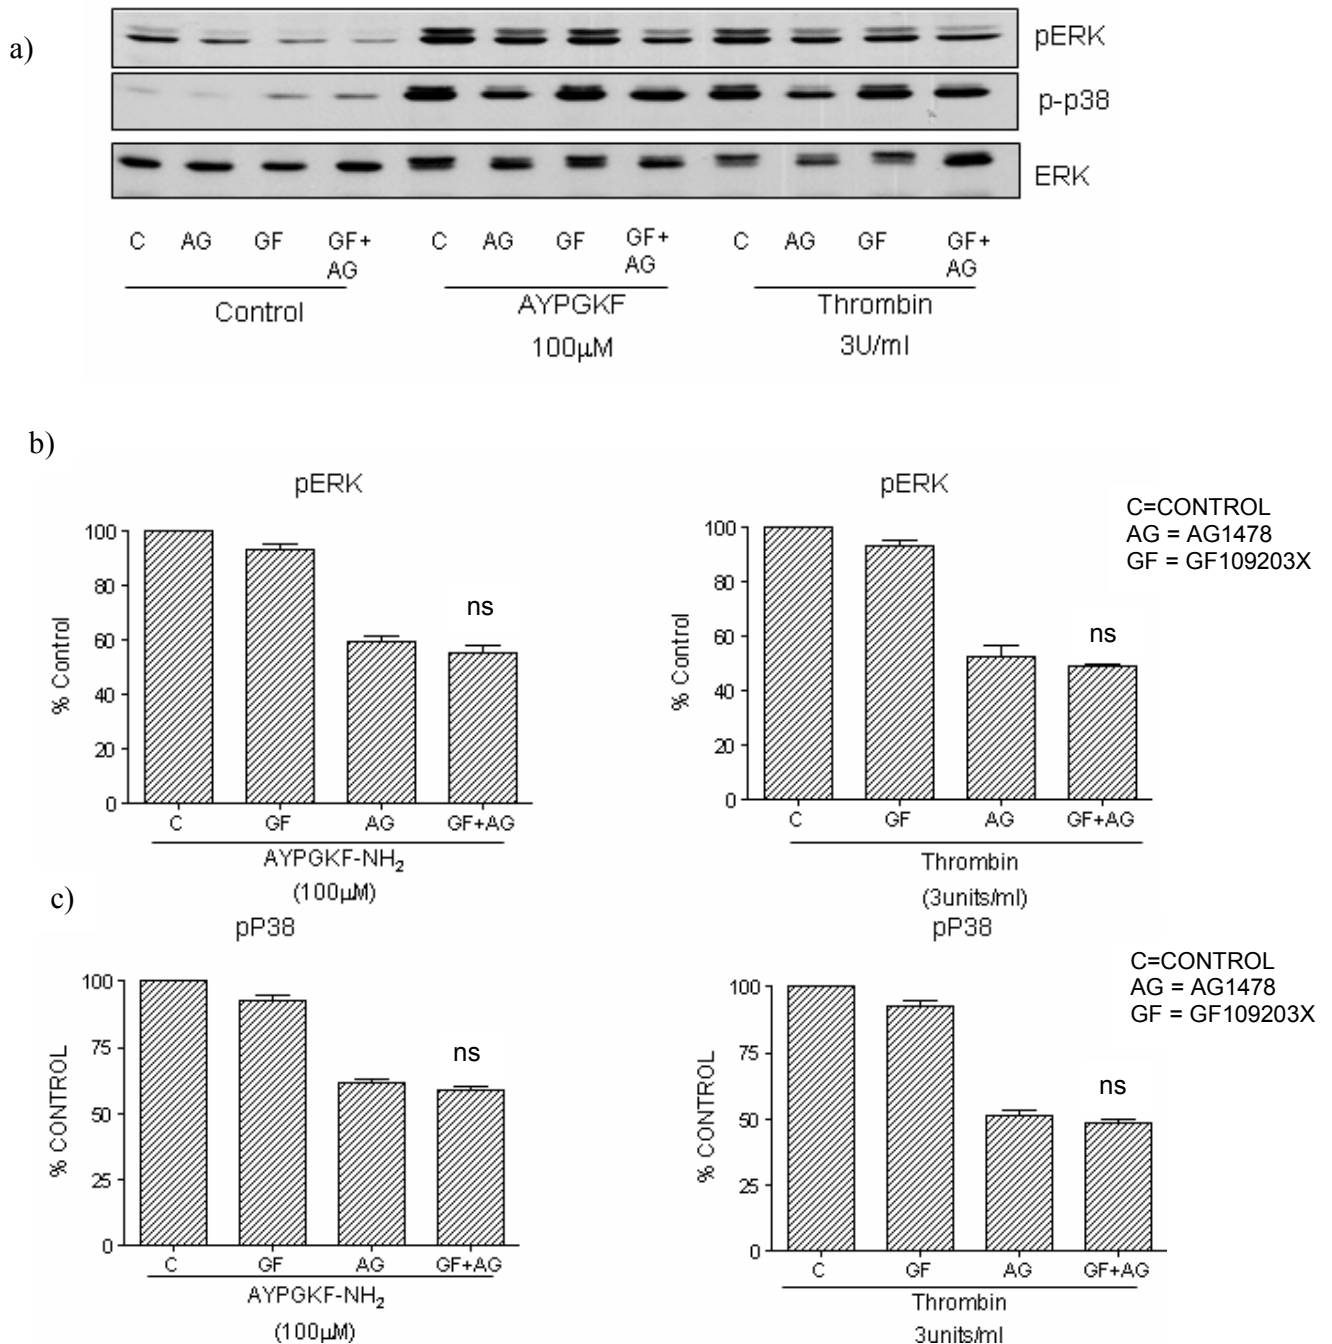 a)
pERK
p-p38
ERK
C AG GF GF+ AG C AG GF GF+ AG C AG GF GF+ AG
Control AYPGKF Thrombin
100µM 3U/ml
b)
pERK
100
80
60
40
20
0
% Control
ns
C GF AG GF+AG
AYPGKF-NH2
(100µM)
pERK
100
80
60
40
20
0
% Control
ns
C GF AG GF+AG
Thrombin
(3units/ml)
C=CONTROL
AG = AG1478
GF = GF109203X
c)
pP38
100
75
50
25
0
% CONTROL
ns
C GF AG GF+AG
AYPGKF-NH2
(100µM)
pP38
100
75
50
25
0
% CONTROL
ns
C GF AG GF+AG
Thrombin
3units/ml
C=CONTROL
AG = AG1478
GF = GF109203X